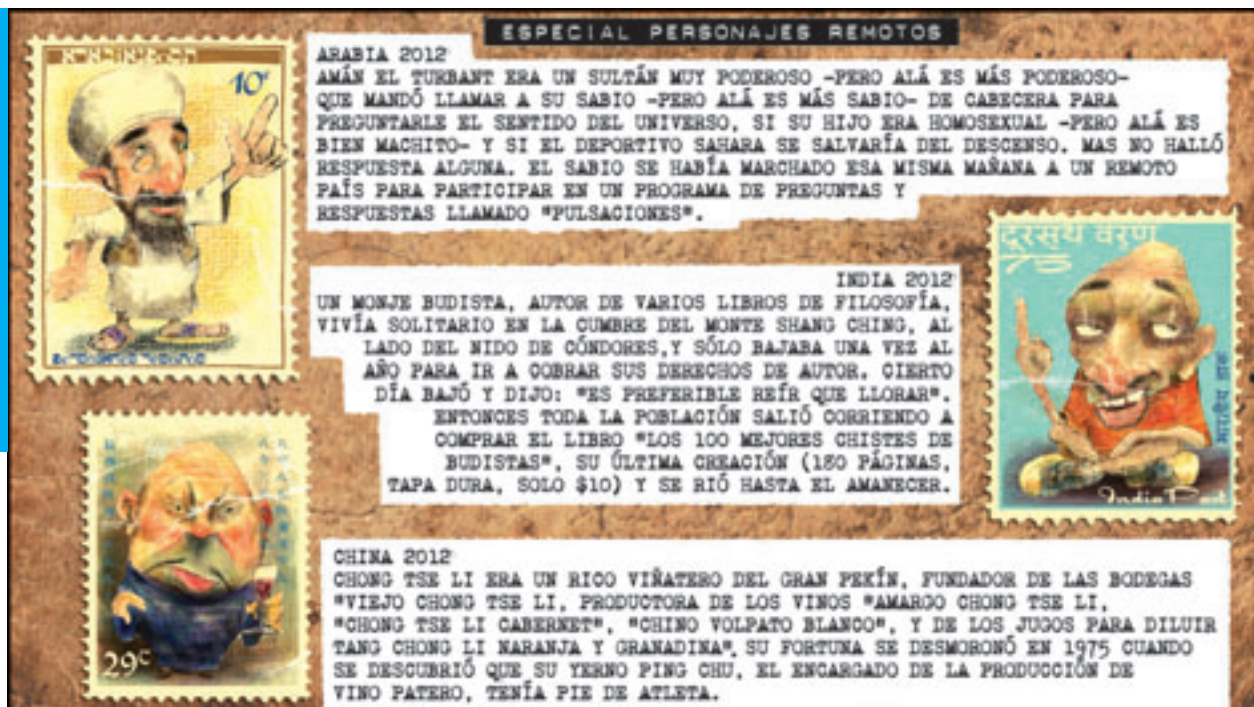 ESPECIAL PERSONAJES REMOTOS
ARABIA 2012
AMÁN EL TURBANT ERA UN SULTÁN MUY PODEROSO -PERO ALÁ ES MÁS PODEROSO-
QUE MANDÓ LLAMAR A SU SABIO -PERO ALÁ ES MÁS SABIO- DE CABECERA PARA
PREGUNTARLE EL SENTIDO DEL UNIVERSO, SI SU HIJO ERA HOMOSEXUAL -PERO ALÁ ES
BIEN MACHITO- Y SI EL DEPORTIVO SAHARA SE SALVARÍA DEL DESCENSO. MAS NO HALLÓ
RESPUESTA ALGUNA. EL SABIO SE HABÍA MARCHADO ESA MISMA MAÑANA A UN REMOTO
PAÍS PARA PARTICIPAR EN UN PROGRAMA DE PREGUNTAS Y
RESPUESTAS LLAMADO "PULSACIONES".
10
INDIA 2012
UN MONJE BUDISTA, AUTOR DE VARIOS LIBROS DE FILOSOFÍA,
VIVÍA SOLITARIO EN LA CUMBRE DEL MONTE SHANG CHING, AL
LADO DEL NIDO DE CÓNDORES,Y SÓLO BAJABA UNA VEZ AL
AÑO PARA IR A COBRAR SUS DERECHOS DE AUTOR. CIERTO
DÍA BAJÓ Y DIJO: "ES PREFERIBLE REÍR QUE LLORAR".
ENTONCES TODA LA POBLACIÓN SALIÓ CORRIENDO A
COMPRAR EL LIBRO "LOS 100 MEJORES CHISTES DE
BUDISTAS", SU ÚLTIMA CREACIÓN (180 PÁGINAS,
TAPA DURA, SOLO $10) Y SE RIÓ HASTA EL AMANECER.
दूरसंथ वरण
75
भारतीय डाक
India Post
CHINA 2012
CHONG TSE LI ERA UN RICO VIÑATERO DEL GRAN PEKÍN, FUNDADOR DE LAS BODEGAS
"VIEJO CHONG TSE LI, PRODUCTORA DE LOS VINOS "AMARGO CHONG TSE LI,
"CHONG TSE LI CABERNET", "CHINO VOLPATO BLANCO", Y DE LOS JUGOS PARA DILUIR
TANG CHONG LI NARANJA Y GRANADINA". SU FORTUNA SE DESMORONÓ EN 1975 CUANDO
SE DESCUBRIÓ QUE SU YERNO PING CHU, EL ENCARGADO DE LA PRODUCCIÓN DE
VINO PATERO, TENÍA PIE DE ATLETA.
29c